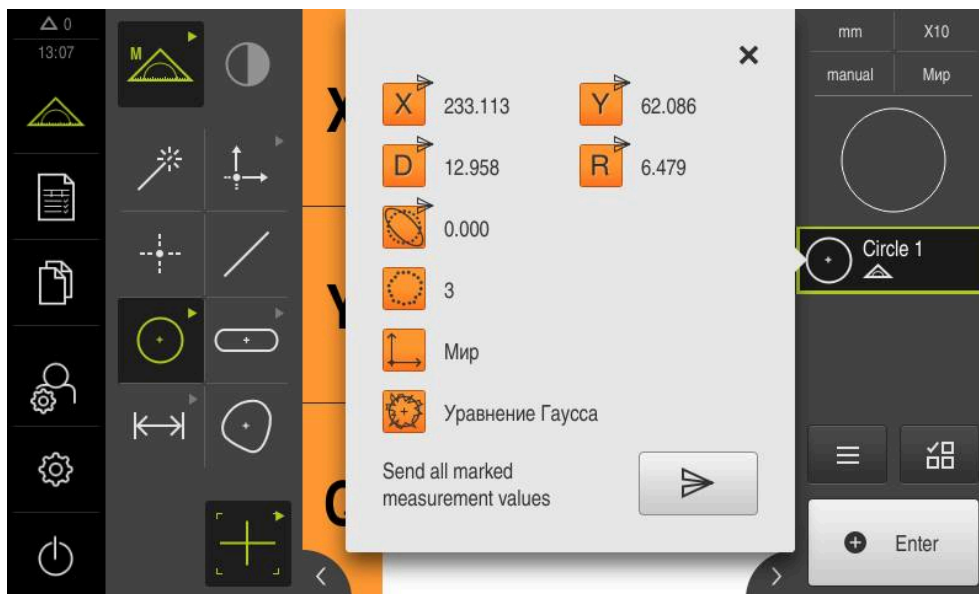 0
13:07
M
X
Y
Q
X 233.113
Y 62.086
D 12.958
R 6.479
0.000
3
Мир
Уравнение Гаусса
Send all marked
measurement values
mm
X10
manual
Мир
Circle 1
Enter